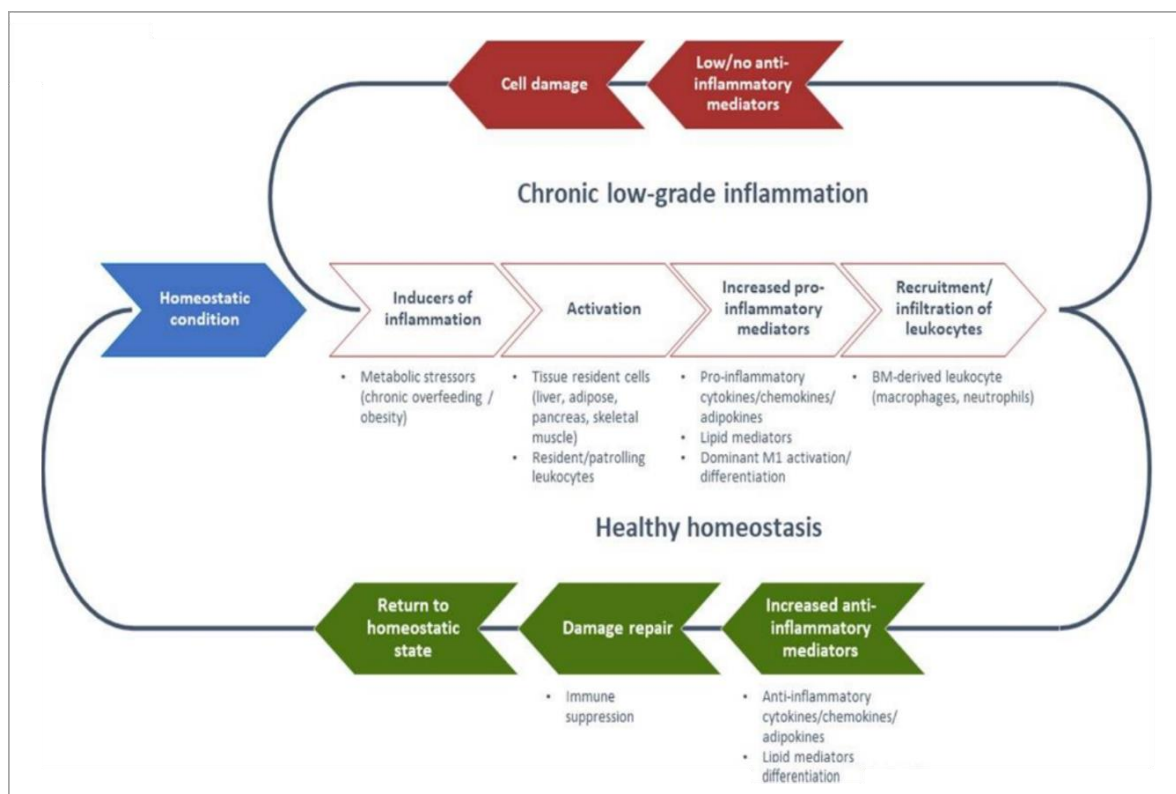 Cell damage
Low/no anti-
inflammatory
mediators
Chronic low-grade inflammation
Homeostatic
condition
Inducers of
inflammation
Activation
Increased pro-
inflammatory
mediators
Recruitment/
infiltration of
leukocytes
• Metabolic stressors
(chronic overfeeding /
obesity)
• Tissue resident cells
(liver, adipose,
pancreas, skeletal
muscle)
• Resident/patrolling
leukocytes
• Pro-inflammatory
cytokines/chemokines/
adipokines
• Lipid mediators
• Dominant M1 activation/
differentiation
• BM-derived leukocyte
(macrophages, neutrophils)
Healthy homeostasis
Return to
homeostatic
state
Damage repair
Increased anti-
inflammatory
mediators
• Immune
suppression
• Anti-inflammatory
cytokines/chemokines/
adipokines
• Lipid mediators
differentiation